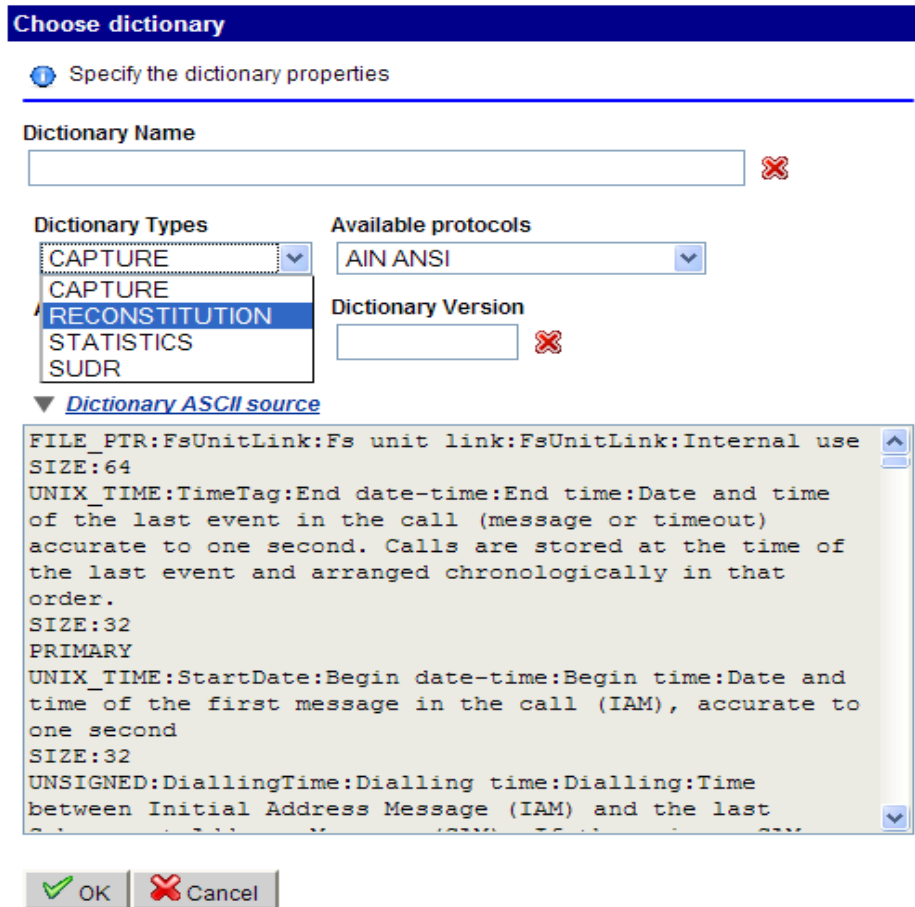 Choose dictionary
Specify the dictionary properties
Dictionary Name
Dictionary Types
Available protocols
CAPTURE
AIN ANSI
CAPTURE
RECONSTITUTION
STATISTICS
SUDR
Dictionary Version
Dictionary ASCII source
FILE_PTR:FsUnitLink:Fs unit link:FsUnitLink:Internal use
SIZE:64
UNIX_TIME:TimeTag:End date-time:End time:Date and time
of the last event in the call (message or timeout)
accurate to one second. Calls are stored at the time of
the last event and arranged chronologically in that
order.
SIZE:32
PRIMARY
UNIX_TIME:StartDate:Begin date-time:Begin time:Date and
time of the first message in the call (IAM), accurate to
one second
SIZE:32
UNSIGNED:DiallingTime:Dialling time:Dialling:Time
between Initial Address Message (IAM) and the last
OK
Cancel